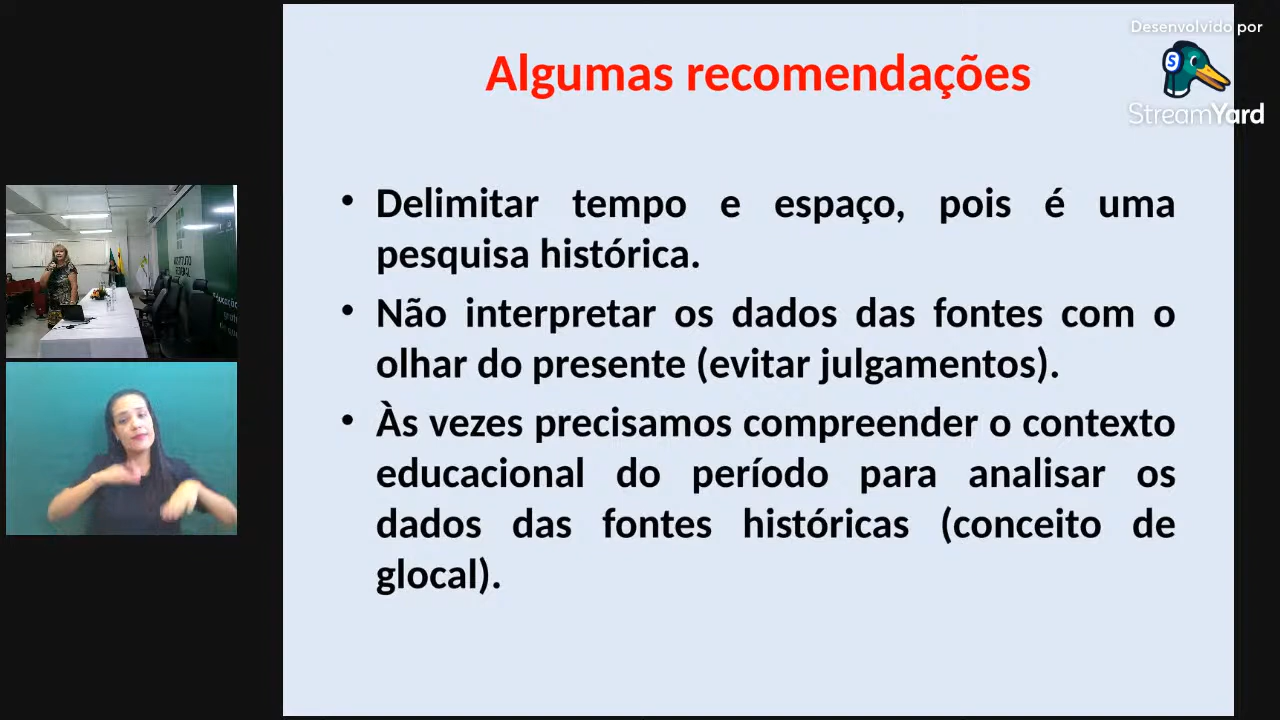 Desenvolvido por
StreamYard
Algumas recomendações
• Delimitar tempo e espaço, pois é uma
pesquisa histórica.
• Não interpretar os dados das fontes com o
olhar do presente (evitar julgamentos).
• Às vezes precisamos compreender o contexto
educacional do período para analisar os
dados das fontes históricas (conceito de
glocal).
INSTITUTO
FEDERAL